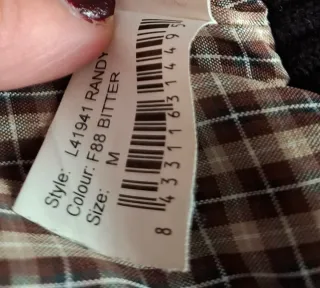 Style: L41941 RANDY
Colour: F88 BITTER
Size: M
8 433116 314495